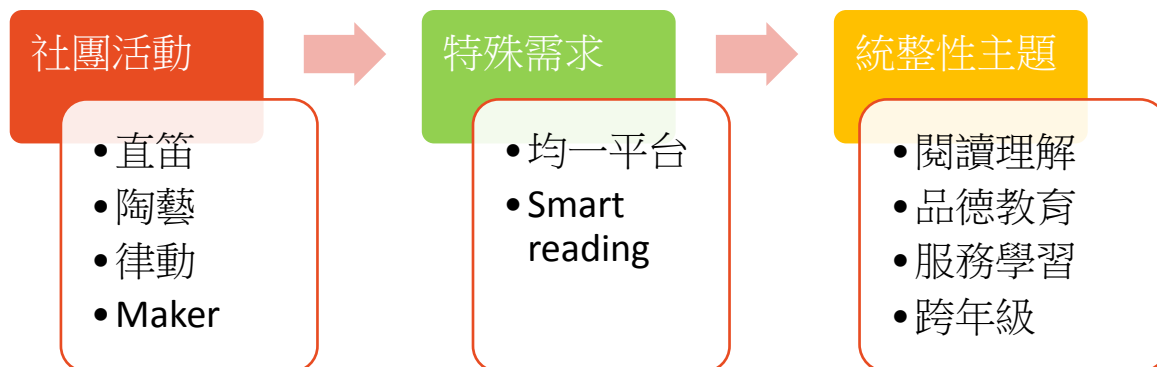 社團活動
• 直笛
• 陶藝
• 律動
• Maker
特殊需求
• 均一平台
• Smart
reading
統整性主題
• 閱讀理解
• 品德教育
• 服務學習
• 跨年級